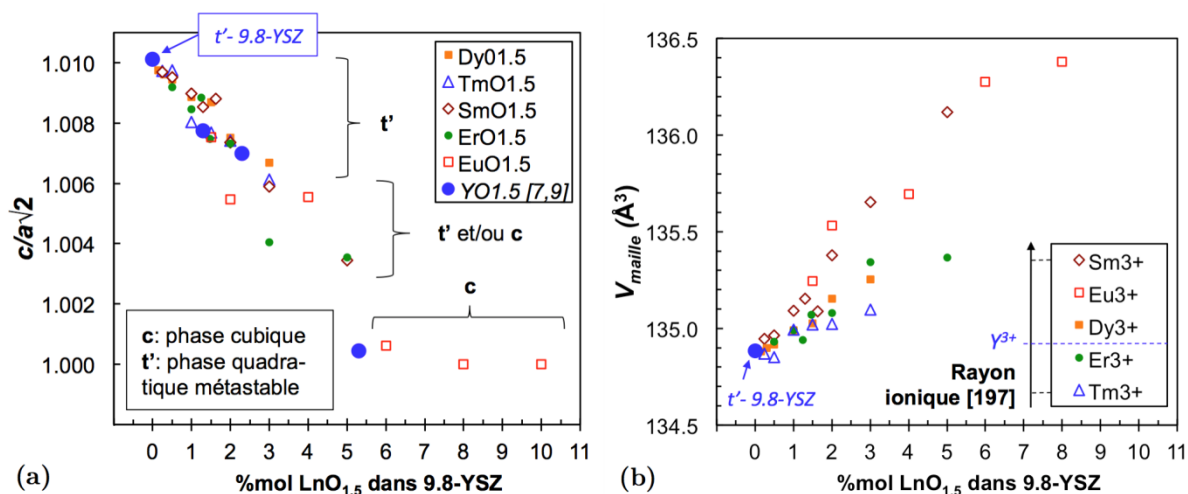 t'- 9.8-YSZ
1.010
1.008
1.006
1.004
1.002
1.000
c/a√2
Dy01.5
TmO1.5
SmO1.5
ErO1.5
EuO1.5
YO1.5 [7,9]
t'
t' et/ou c
c
c: phase cubique
t': phase quadra-
tique métastable
0 1 2 3 4 5 6 7 8 9 10 11
(a)
%mol LnO1.5 dans 9.8-YSZ
136.5
136.0
135.5
135.0
134.5
Vmaille (Å³)
Sm3+
Eu3+
Dy3+
Y3+
Er3+
Tm3+
Rayon
ionique [197]
t'- 9.8-YSZ
0 1 2 3 4 5 6 7 8 9 10 11
(b)
%mol LnO1.5 dans 9.8-YSZ